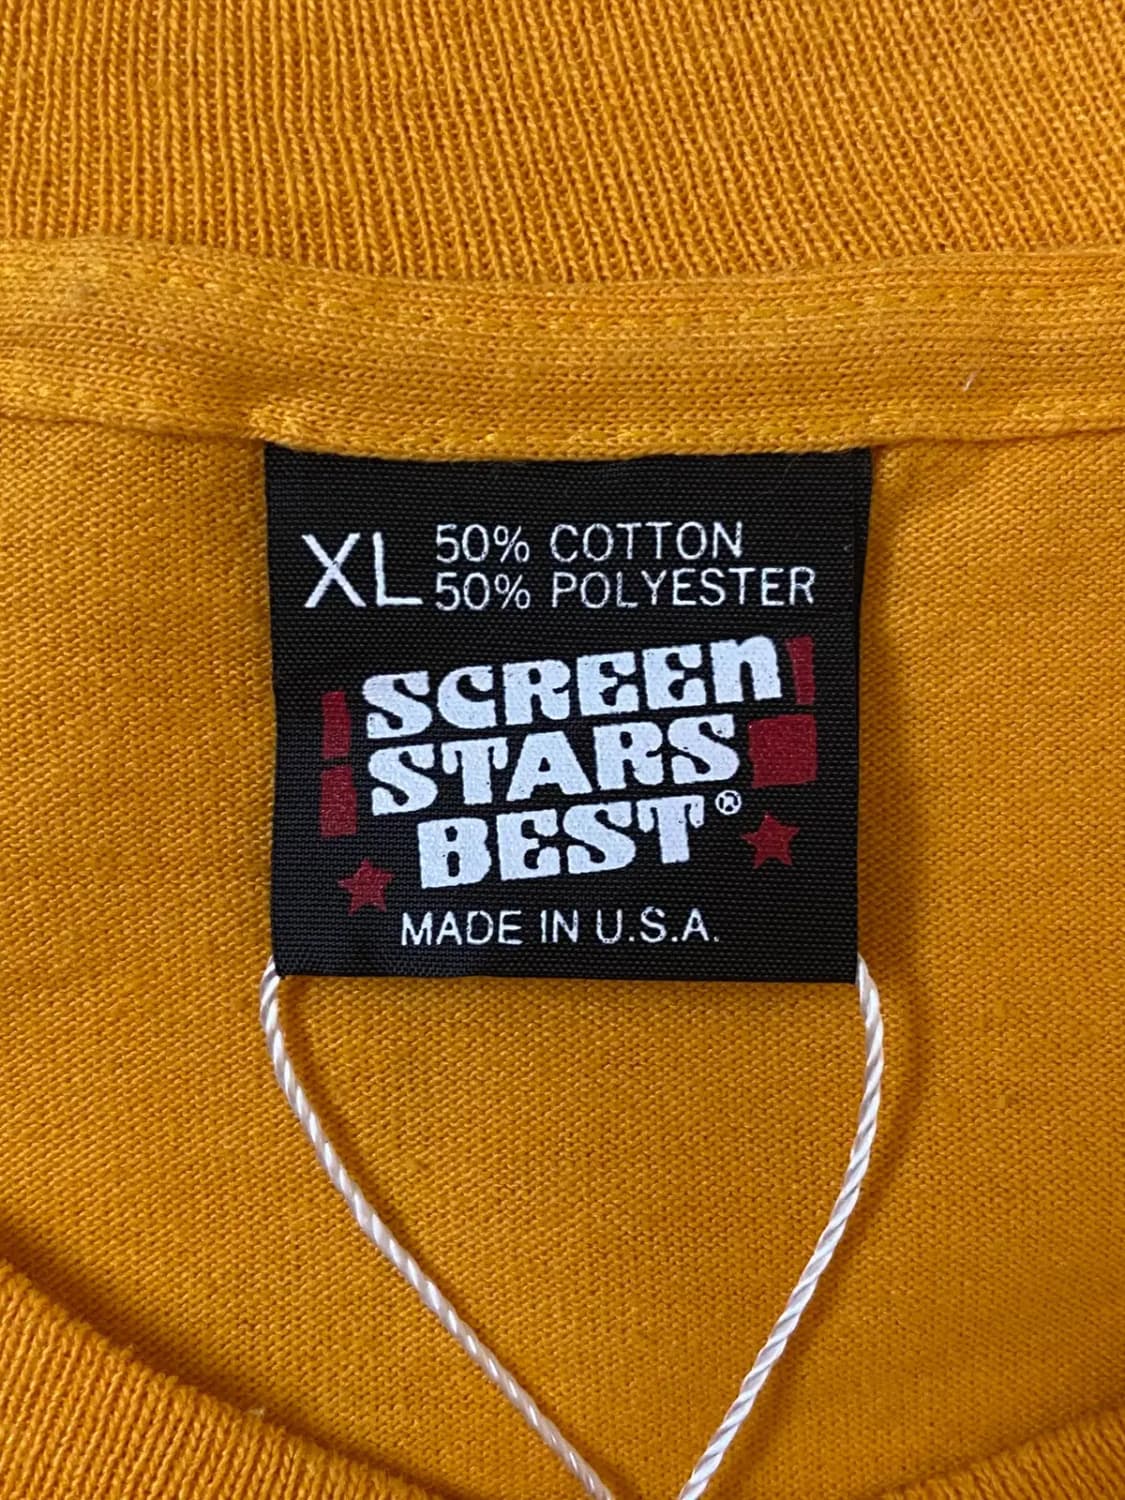 XL 50% COTTON
50% POLYESTER
SCREEN
STARS
BEST®
MADE IN U.S.A.